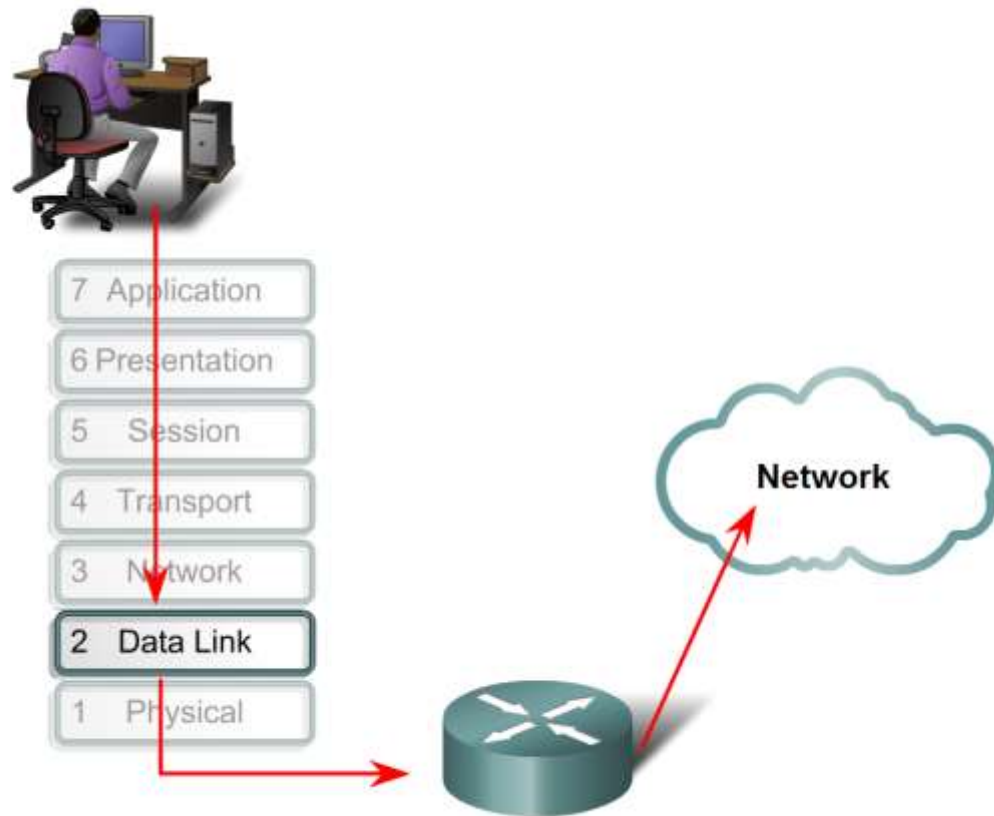 7 Application
6 Presentation
5 Session
4 Transport
3 Network
2 Data Link
1 Physical
Network